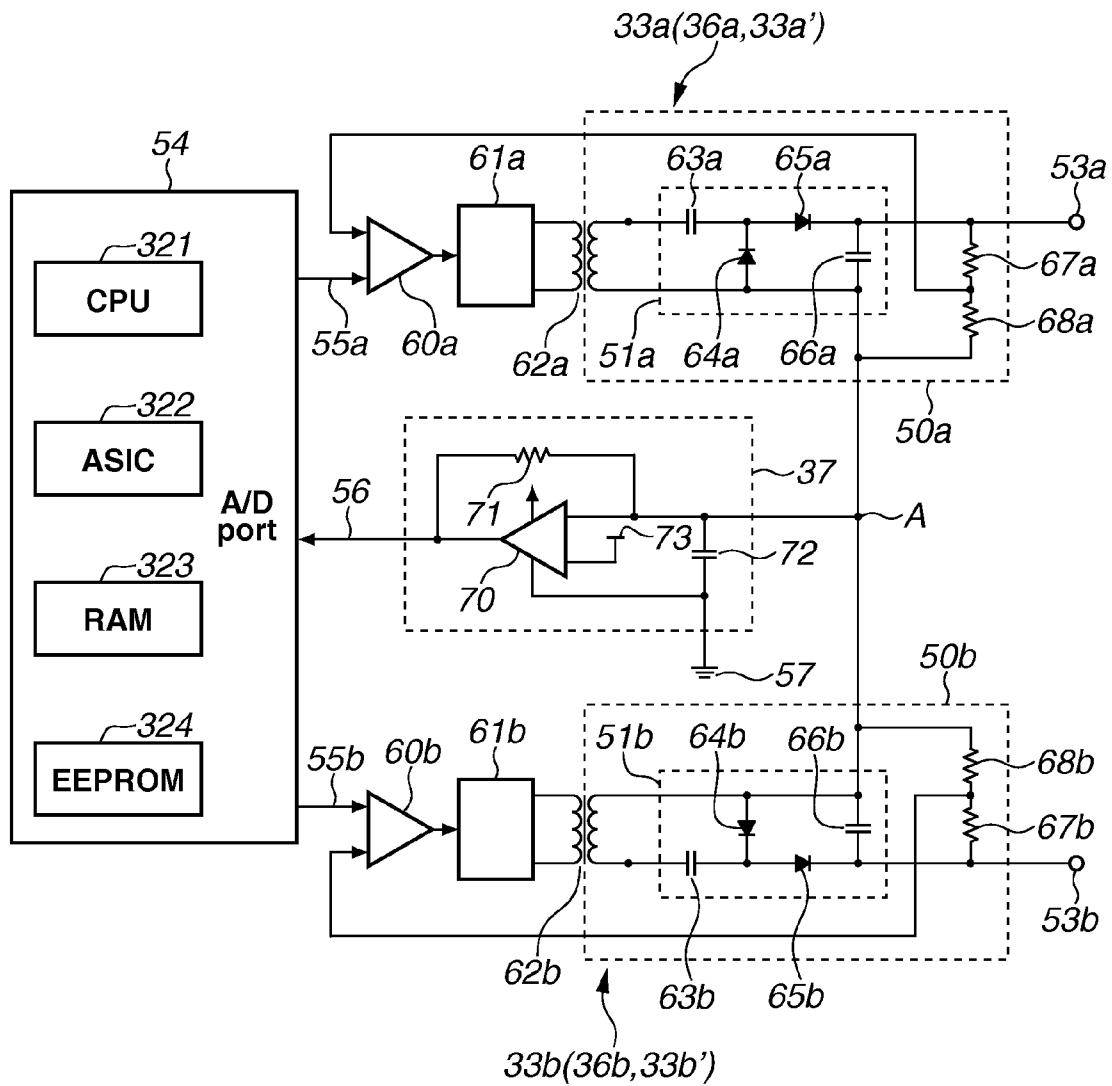 33a(36a,33a’)
54
61a
63a
65a
53a
321
CPU
67a
55a
60a
62a
51a
64a
66a
68a
322
50a
ASIC
37
A/D
port
56
71
73
72
A
70
323
RAM
57
50b
324
61b
51b
64b
66b
EEPROM
55b
60b
68b
67b
62b
63b
65b
53b
33b(36b,33b’)